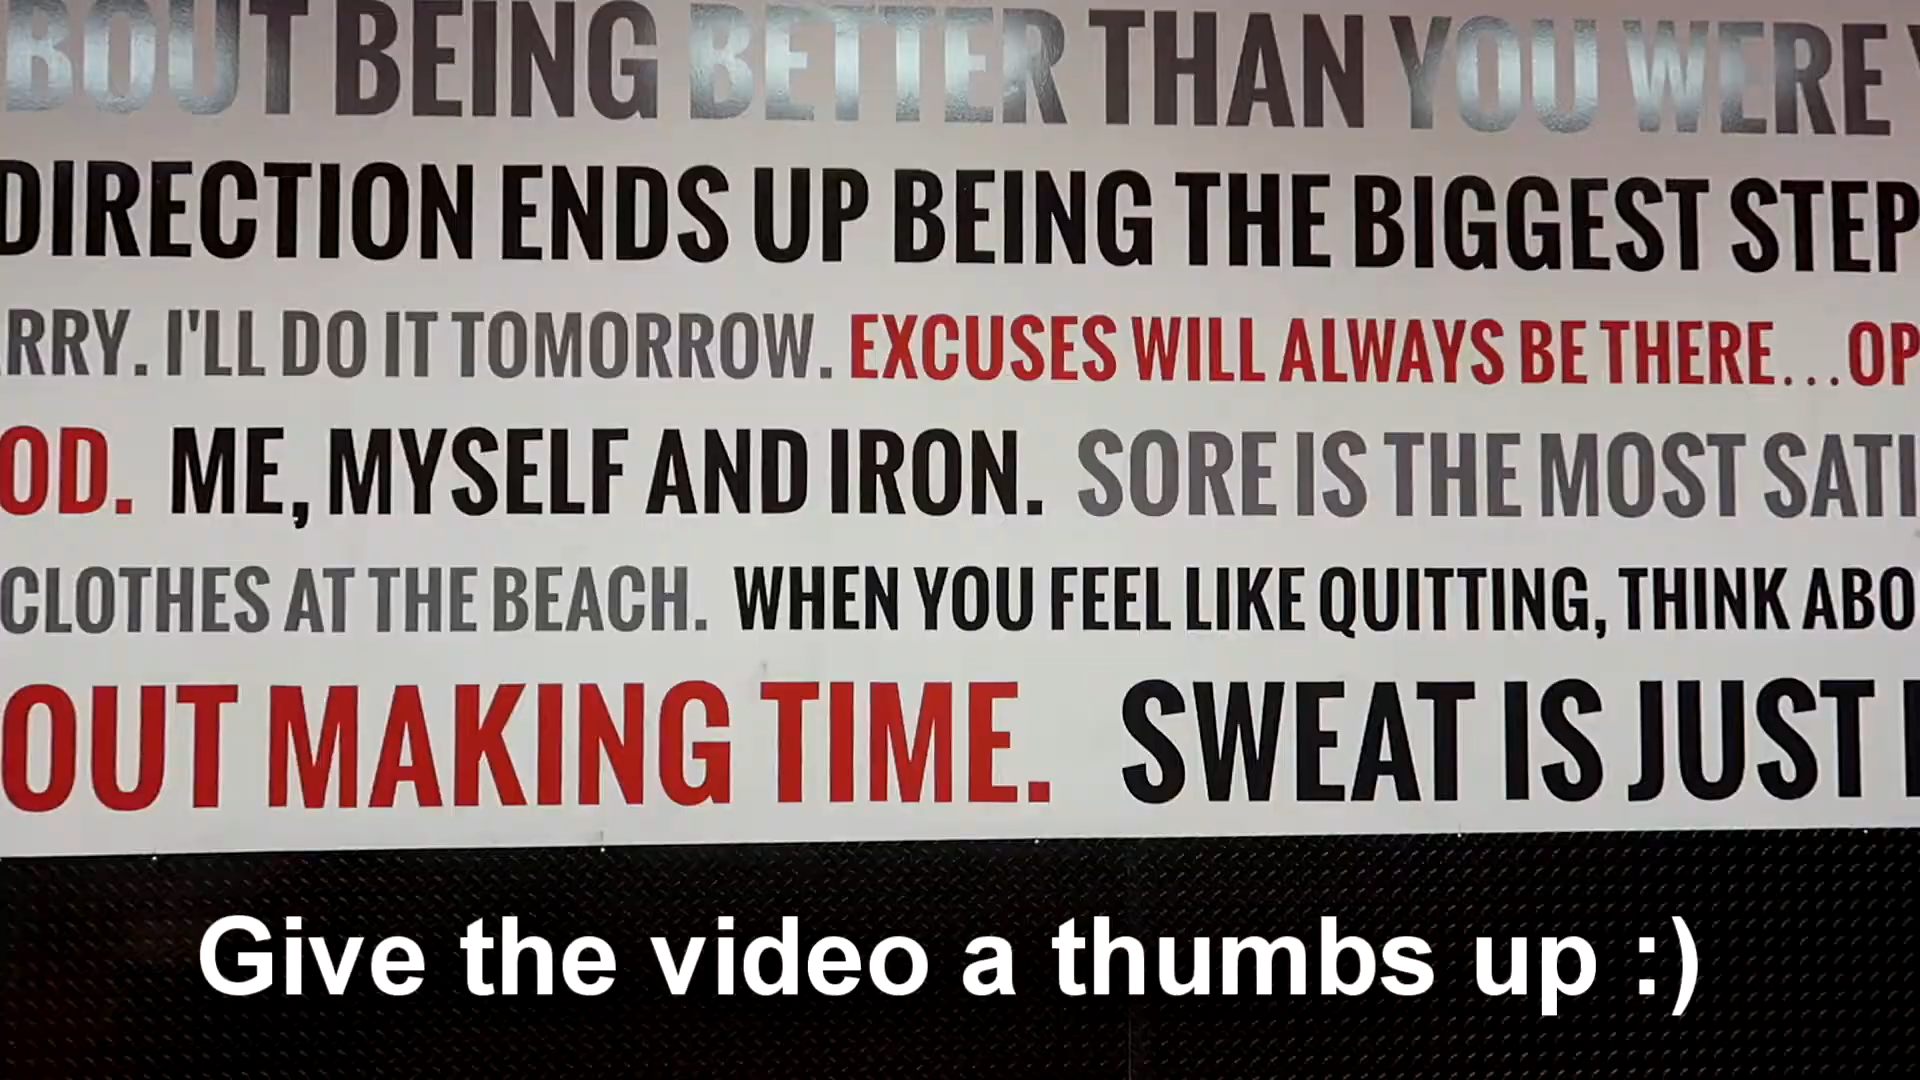 BOUT BEING BETTER THAN YOU WERE
DIRECTION ENDS UP BEING THE BIGGEST STEP
RRY. I'LL DO IT TOMORROW. EXCUSES WILL ALWAYS BE THERE...OP
OD. ME, MYSELF AND IRON. SORE IS THE MOST SATI
CLOTHES AT THE BEACH. WHEN YOU FEEL LIKE QUITTING, THINK ABO
OUT MAKING TIME. SWEAT IS JUST
Give the video a thumbs up :)